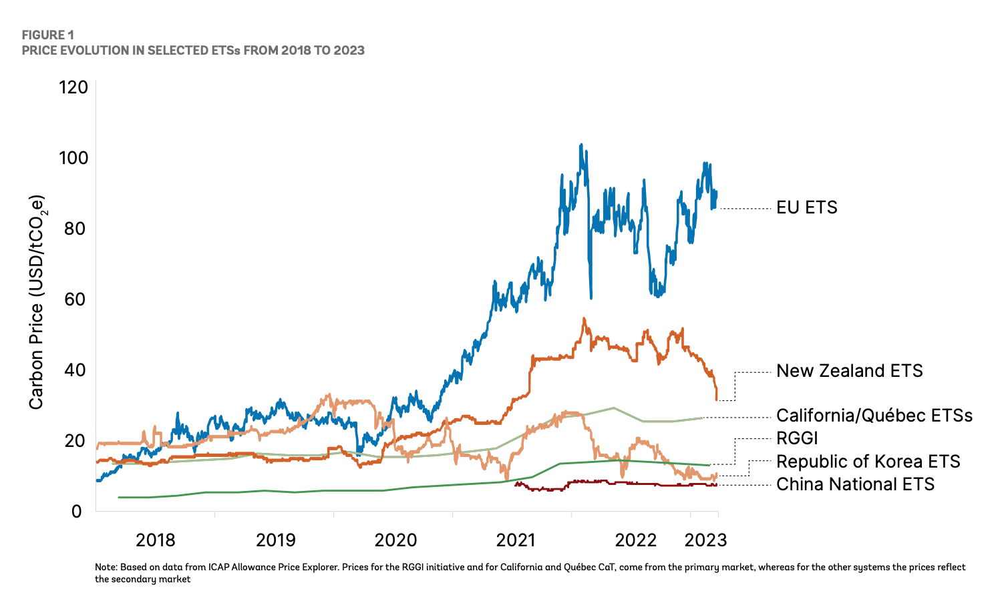 FIGURE 1
PRICE EVOLUTION IN SELECTED ETSs FROM 2018 TO 2023
Carbon Price (USD/tCO₂e)
120
100
80
60
40
20
0
EU ETS
New Zealand ETS
California/Québec ETSs
RGGI
Republic of Korea ETS
China National ETS
2018 2019 2020 2021 2022 2023
Note: Based on data from ICAP Allowance Price Explorer. Prices for the RGGI initiative and for California and Québec CaT, come from the primary market, whereas for the other systems the prices reflect
the secondary market